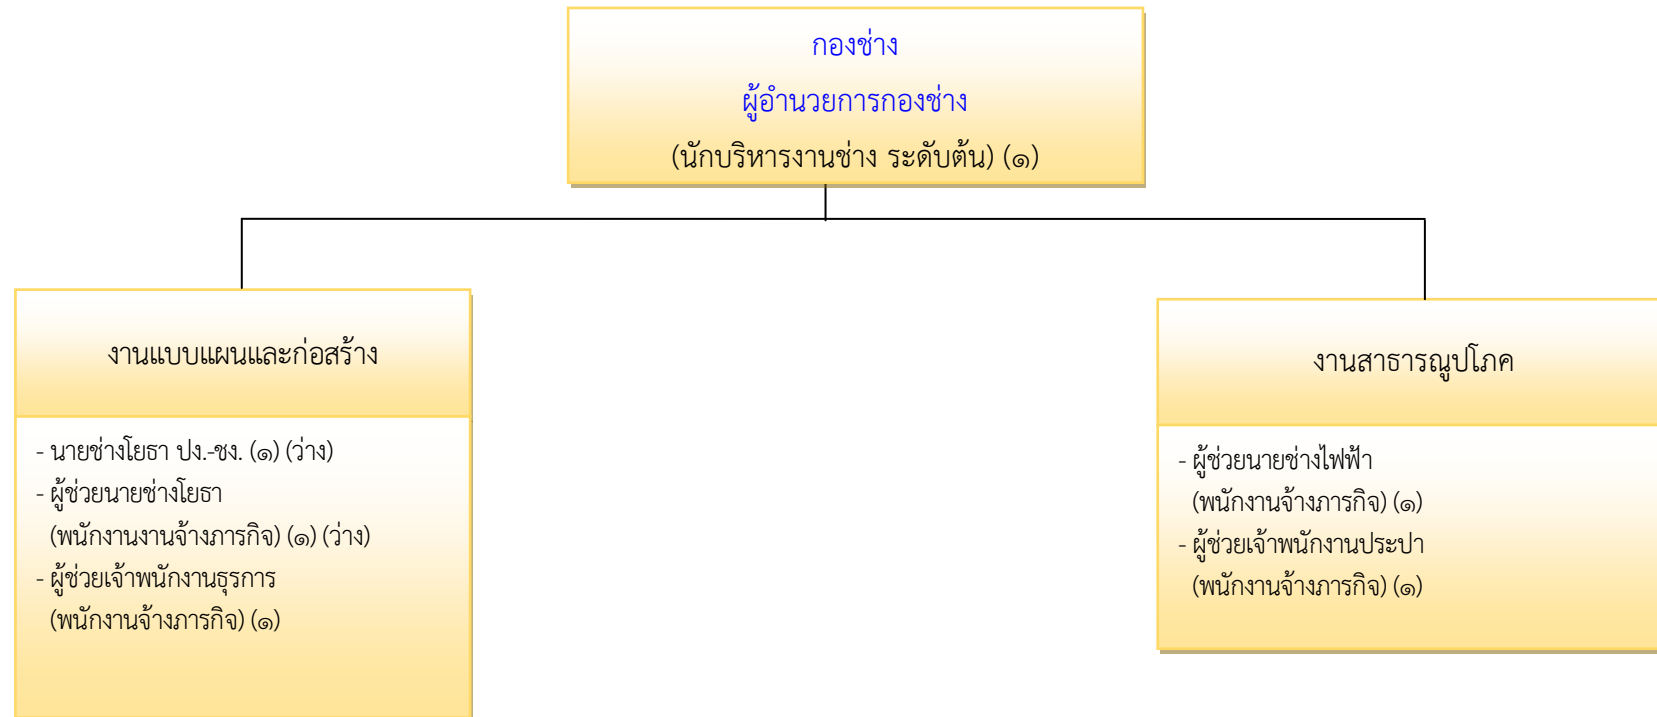 กองช่าง
ผู้อำนวยการกองช่าง
(นักบริหารงานช่าง ระดับต้น) (๑)
งานแบบแผนและก่อสร้าง
- นายช่างโยธา ปง.-ชง. (๑) (ว่าง)
- ผู้ช่วยนายช่างโยธา
(พนักงานงานจ้างภารกิจ) (๑) (ว่าง)
- ผู้ช่วยเจ้าพนักงานธุรการ
(พนักงานจ้างภารกิจ) (๑)
งานสาธารณูปโภค
- ผู้ช่วยนายช่างไฟฟ้า
(พนักงานจ้างภารกิจ) (๑)
- ผู้ช่วยเจ้าพนักงานประปา
(พนักงานจ้างภารกิจ) (๑)